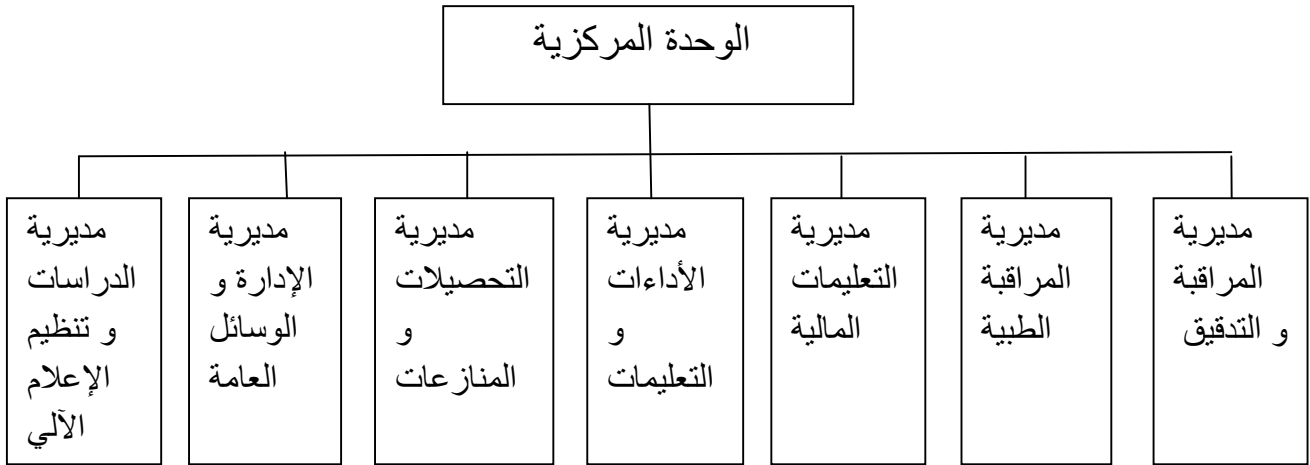 الوحدة المركزية
مديرية
المراقبة
و التدقيق
مديرية
المراقبة
الطبية
مديرية
التعليمات
المالية
مديرية
الأداءات
و
التعليمات
مديرية
التحصيلات
و
المنازعات
مديرية
الإدارة و
الوسائل
العامة
مديرية
الدراسات
و تنظيم
الإعلام
الآلي